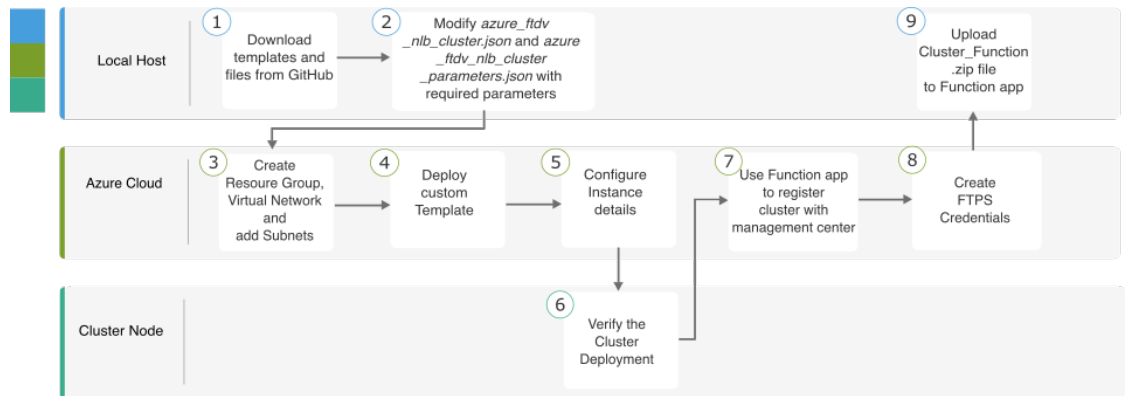 Local Host
1
Download
templates and
files from GitHub
2
Modify azure_ftdv
_nlb_cluster.json and azure
_ftdv_nlb_cluster
_parameters.json with
required parameters
9
Upload
Cluster_Function
.zip file
to Function app
Azure Cloud
3
Create
Resoure Group,
Virtual Network
and
add Subnets
4
Deploy
custom
Template
5
Configure
Instance
details
7
Use Function app
to register
cluster with
management center
8
Create
FTPS
Credentials
Cluster Node
6
Verify the
Cluster
Deployment